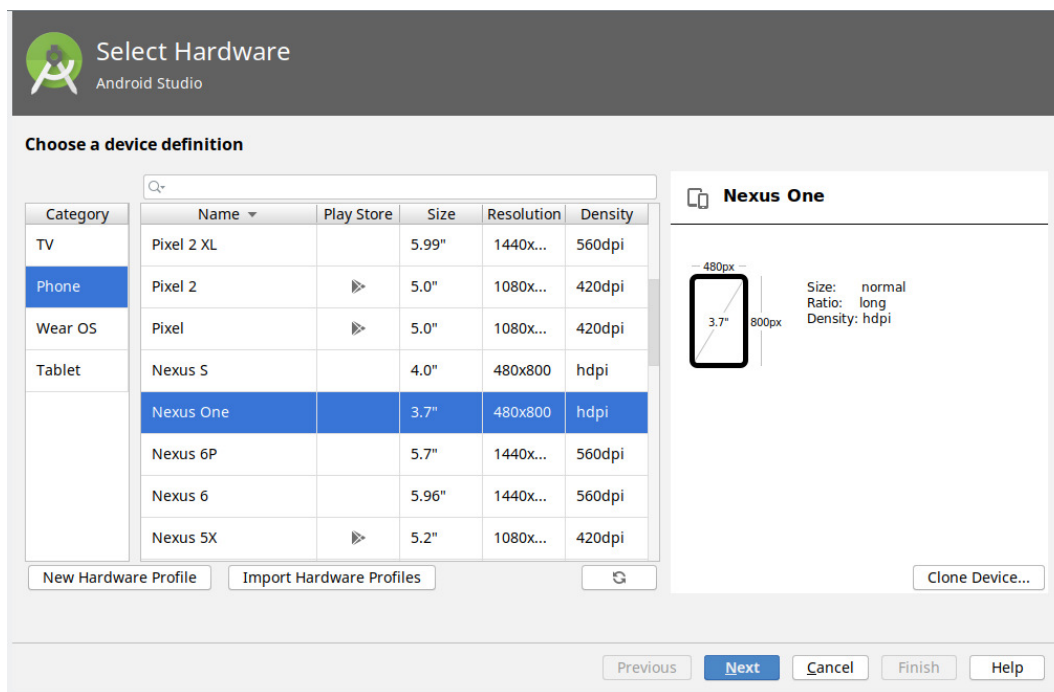 Select Hardware
Android Studio
Choose a device definition
Category
TV
Phone
Wear OS
Tablet
Name Play Store Size Resolution Density
Pixel 2 XL 5.99" 1440x... 560dpi
Pixel 2 5.0" 1080x... 420dpi
Pixel 5.0" 1080x... 420dpi
Nexus S 4.0" 480x800 hdpi
Nexus One 3.7" 480x800 hdpi
Nexus 6P 5.7" 1440x... 560dpi
Nexus 6 5.96" 1440x... 560dpi
Nexus 5X 5.2" 1080x... 420dpi
New Hardware Profile Import Hardware Profiles
Nexus One
480px
3.7" 800px
Size: normal
Ratio: long
Density: hdpi
Clone Device...
Previous Next Cancel Finish Help